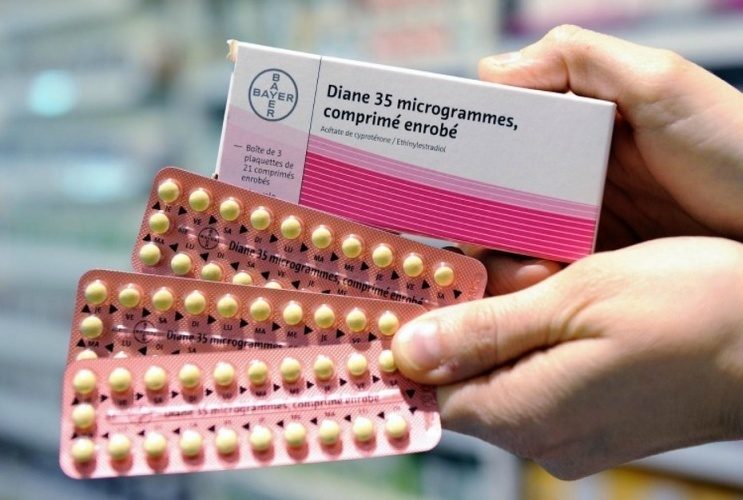 BAYER
BAYER
Diane 35 microgrammes,
comprimé enrobé
Acétate de cyprotérone / Ethinylestradiol
— Boîte de 3
plaquettes de
21 comprimés
enrobés
Diane 35 microgrammes, comprimé enrobé
Diane 35 microgrammes, comprimé enrobé
Diane 35 microgrammes, comprimé enrobé